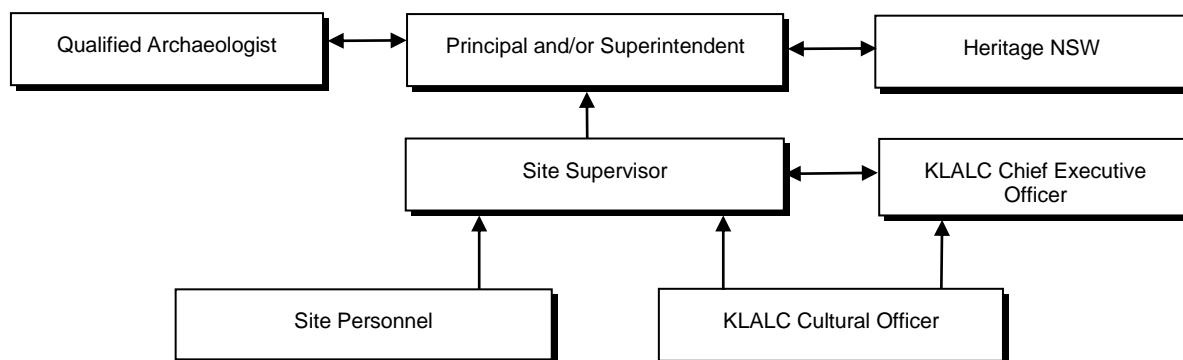 Qualified Archaeologist
Principal and/or Superintendent
Heritage NSW
Site Supervisor
KLALC Chief Executive
Officer
Site Personnel
KLALC Cultural Officer